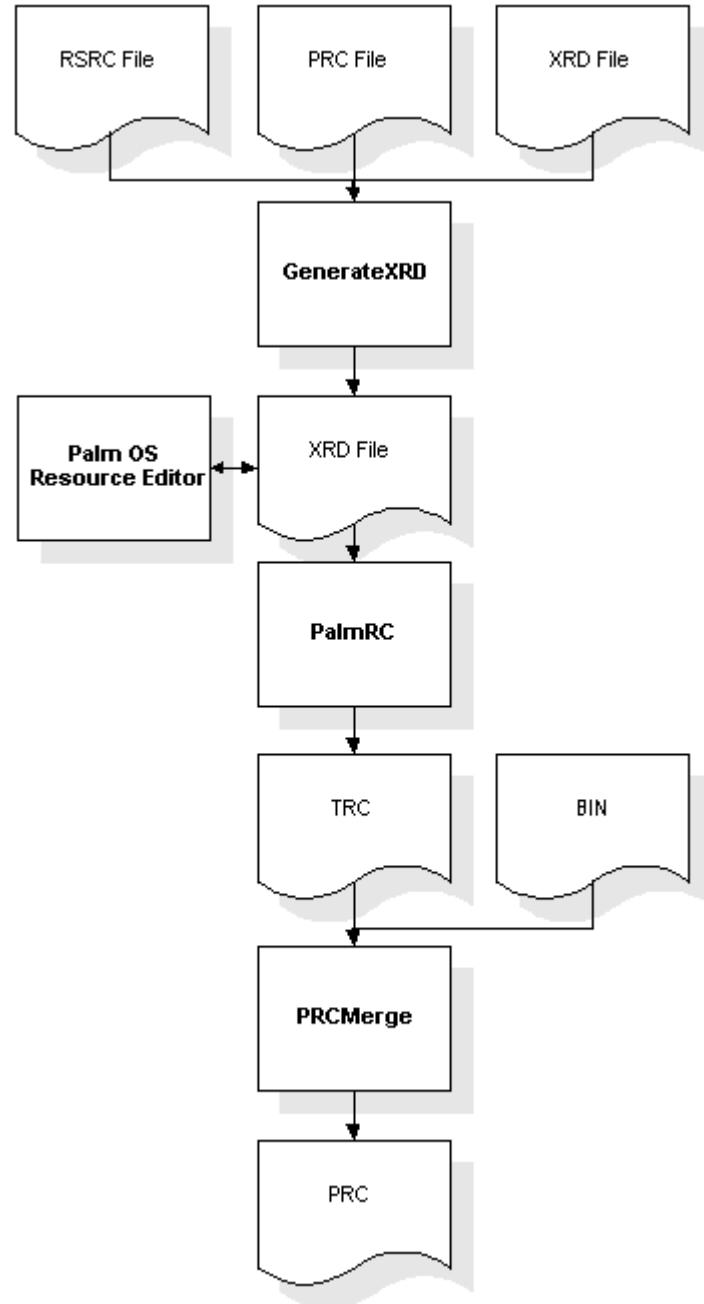 RSRC File
PRC File
XRD File
GenerateXRD
Palm OS
Resource Editor
XRD File
PalmRC
TRC
BIN
PRCMerge
PRC